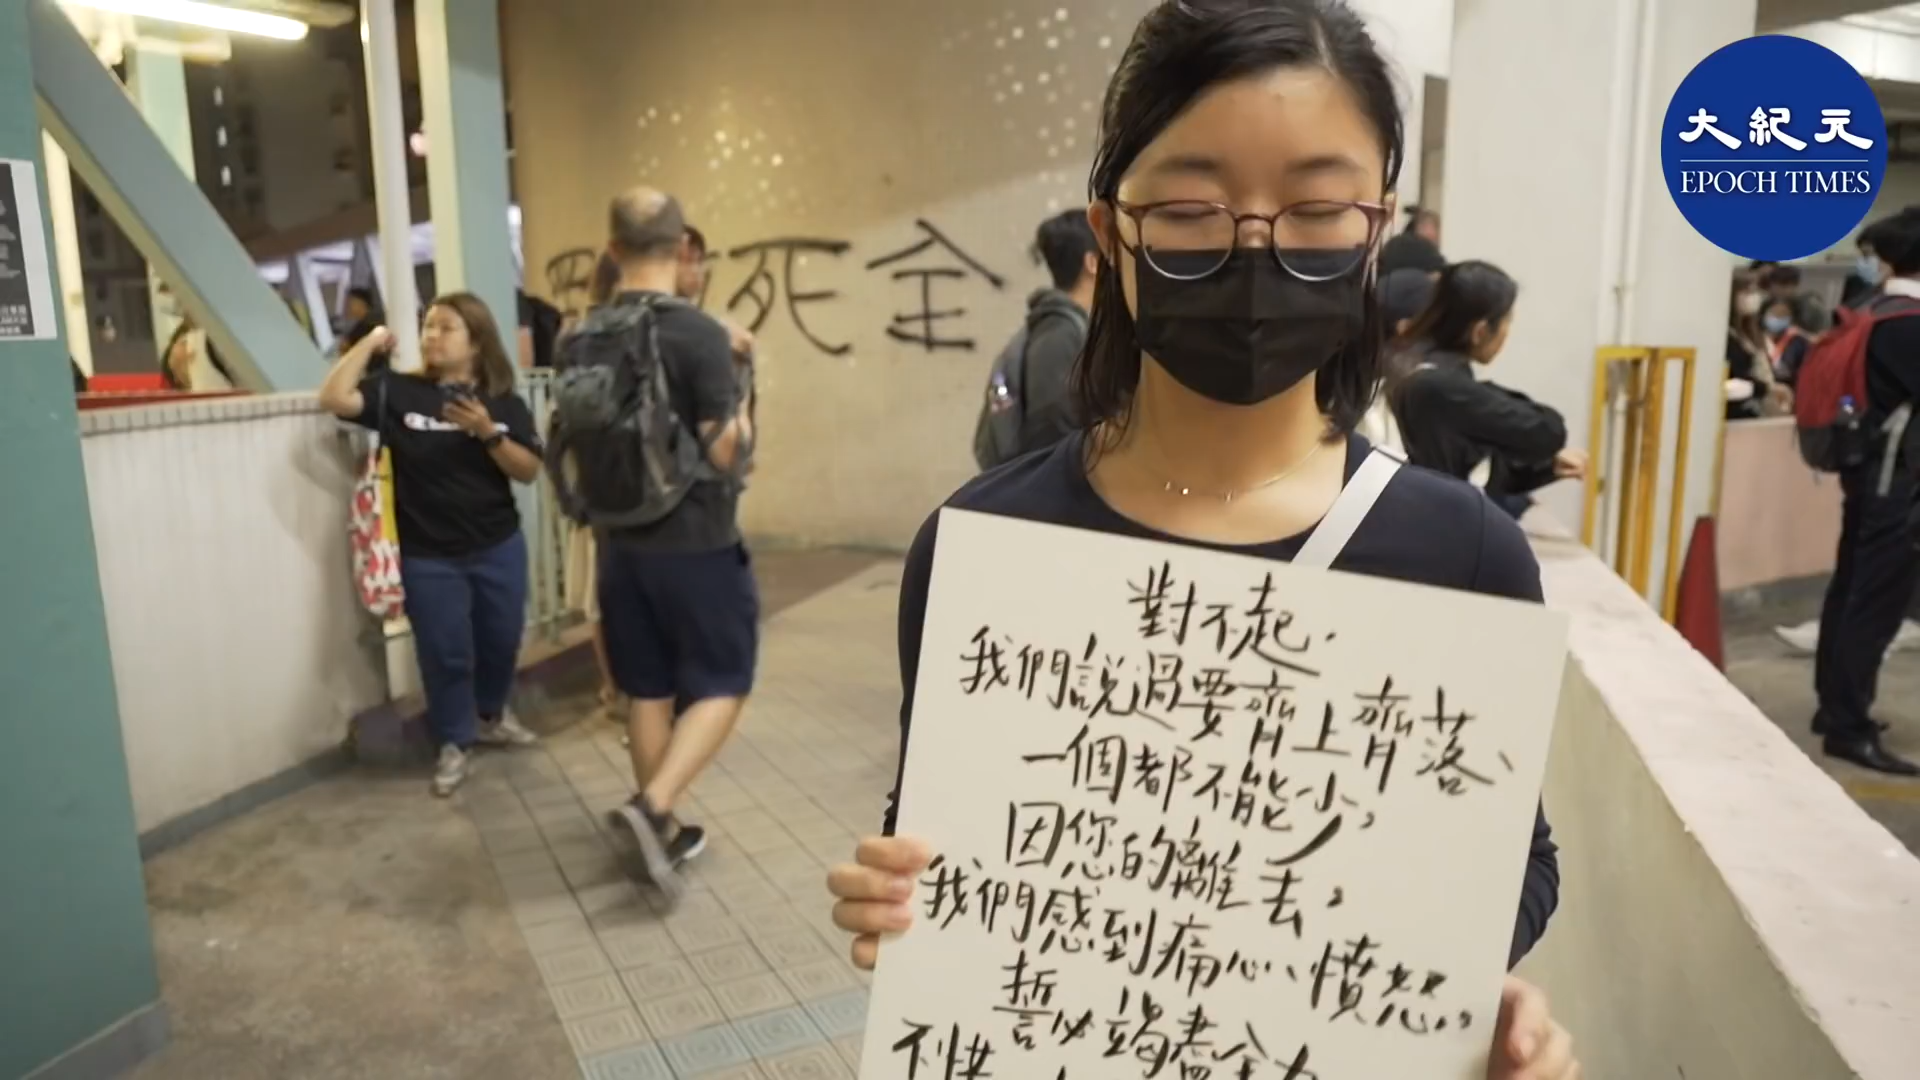 大紀元
EPOCH TIMES
死全
對不起.
我們說過要齊上齊落、
一個都不能少,
因您的離去,
我們感到痛心、憤怒,
誓必竭盡全力
不惜